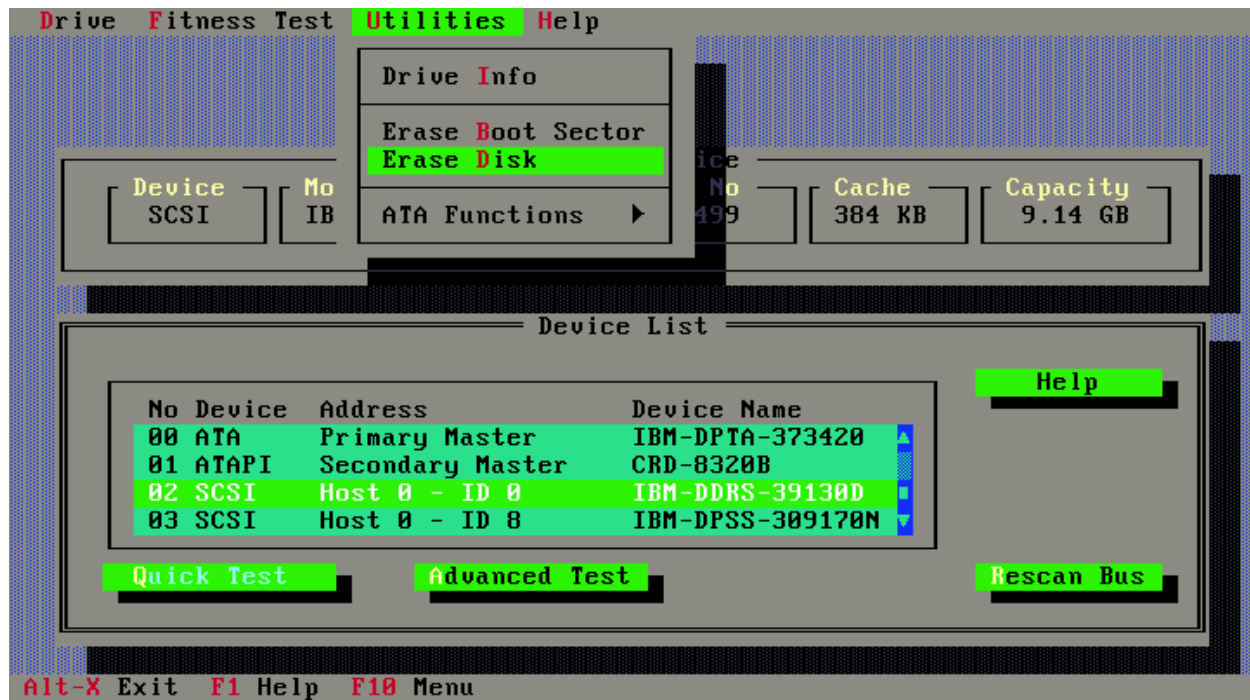 Drive Fitness Test Utilities Help
Drive Info
Erase Boot Sector
Erase Disk
ATA Functions
ice
Device Mo No Cache Capacity
SCSI IB 499 384 KB 9.14 GB
Device List
Help
No Device Address Device Name
00 ATA Primary Master IBM-DPTA-373420
01 ATAPI Secondary Master CRD-8320B
02 SCSI Host 0 - ID 0 IBM-DDRS-39130D
03 SCSI Host 0 - ID 8 IBM-DPSS-309170N
Quick Test Advanced Test Rescan Bus
Alt-X Exit F1 Help F10 Menu